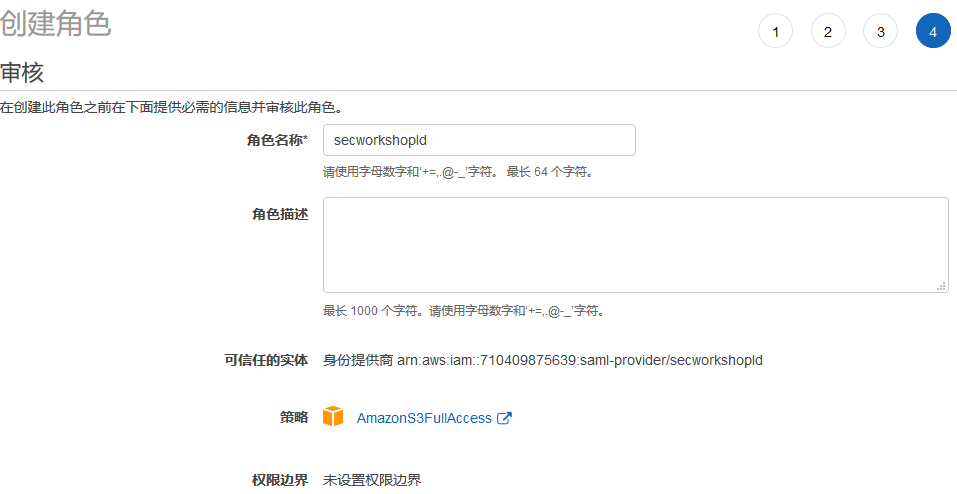 创建角色
1 2 3 4
审核
在创建此角色之前在下面提供必需的信息并审核此角色。
角色名称* secworkshopld
请使用字母数字和‘+=,.@-_’字符。 最长 64 个字符。
角色描述
最长 1000 个字符。请使用字母数字和‘+=,.@-_’字符。
可信任的实体 身份提供商 arn:aws:iam::710409875639:saml-provider/secworkshopld
策略 AmazonS3FullAccess
权限边界 未设置权限边界